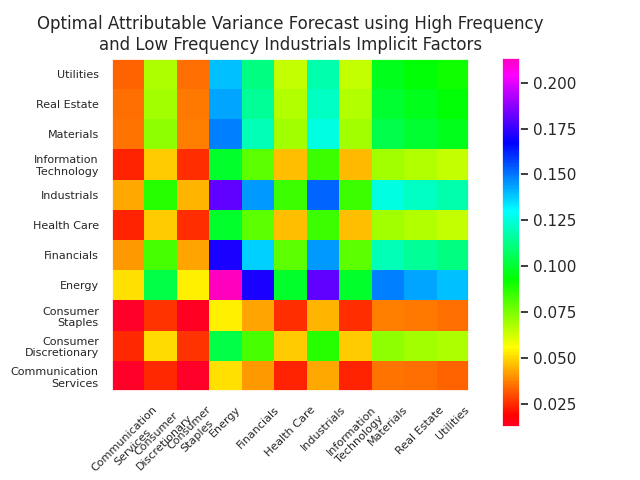 Optimal Attributable Variance Forecast using High Frequency
and Low Frequency Industrials Implicit Factors
Utilities
Real Estate
Materials
Information
Technology
Industrials
Health Care
Financials
Energy
Consumer
Staples
Consumer
Discretionary
Communication
Services
Communication
Services
Consumer
Discretionary
Consumer
Staples
Energy
Financials
Health Care
Industrials
Information
Technology
Materials
Real Estate
Utilities
0.200
0.175
0.150
0.125
0.100
0.075
0.050
0.025